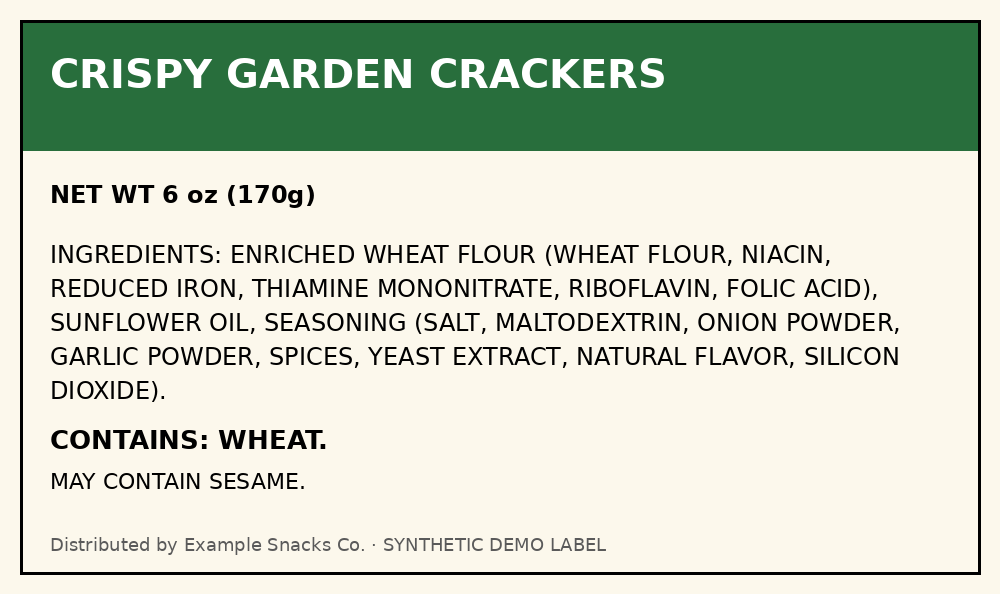 CRISPY GARDEN CRACKERS
NET WT 6 oz (170g)
INGREDIENTS: ENRICHED WHEAT FLOUR (WHEAT FLOUR, NIACIN,
REDUCED IRON, THIAMINE MONONITRATE, RIBOFLAVIN, FOLIC ACID),
SUNFLOWER OIL, SEASONING (SALT, MALTODEXTRIN, ONION POWDER,
GARLIC POWDER, SPICES, YEAST EXTRACT, NATURAL FLAVOR, SILICON
DIOXIDE).
CONTAINS: WHEAT.
MAY CONTAIN SESAME.
Distributed by Example Snacks Co. · SYNTHETIC DEMO LABEL